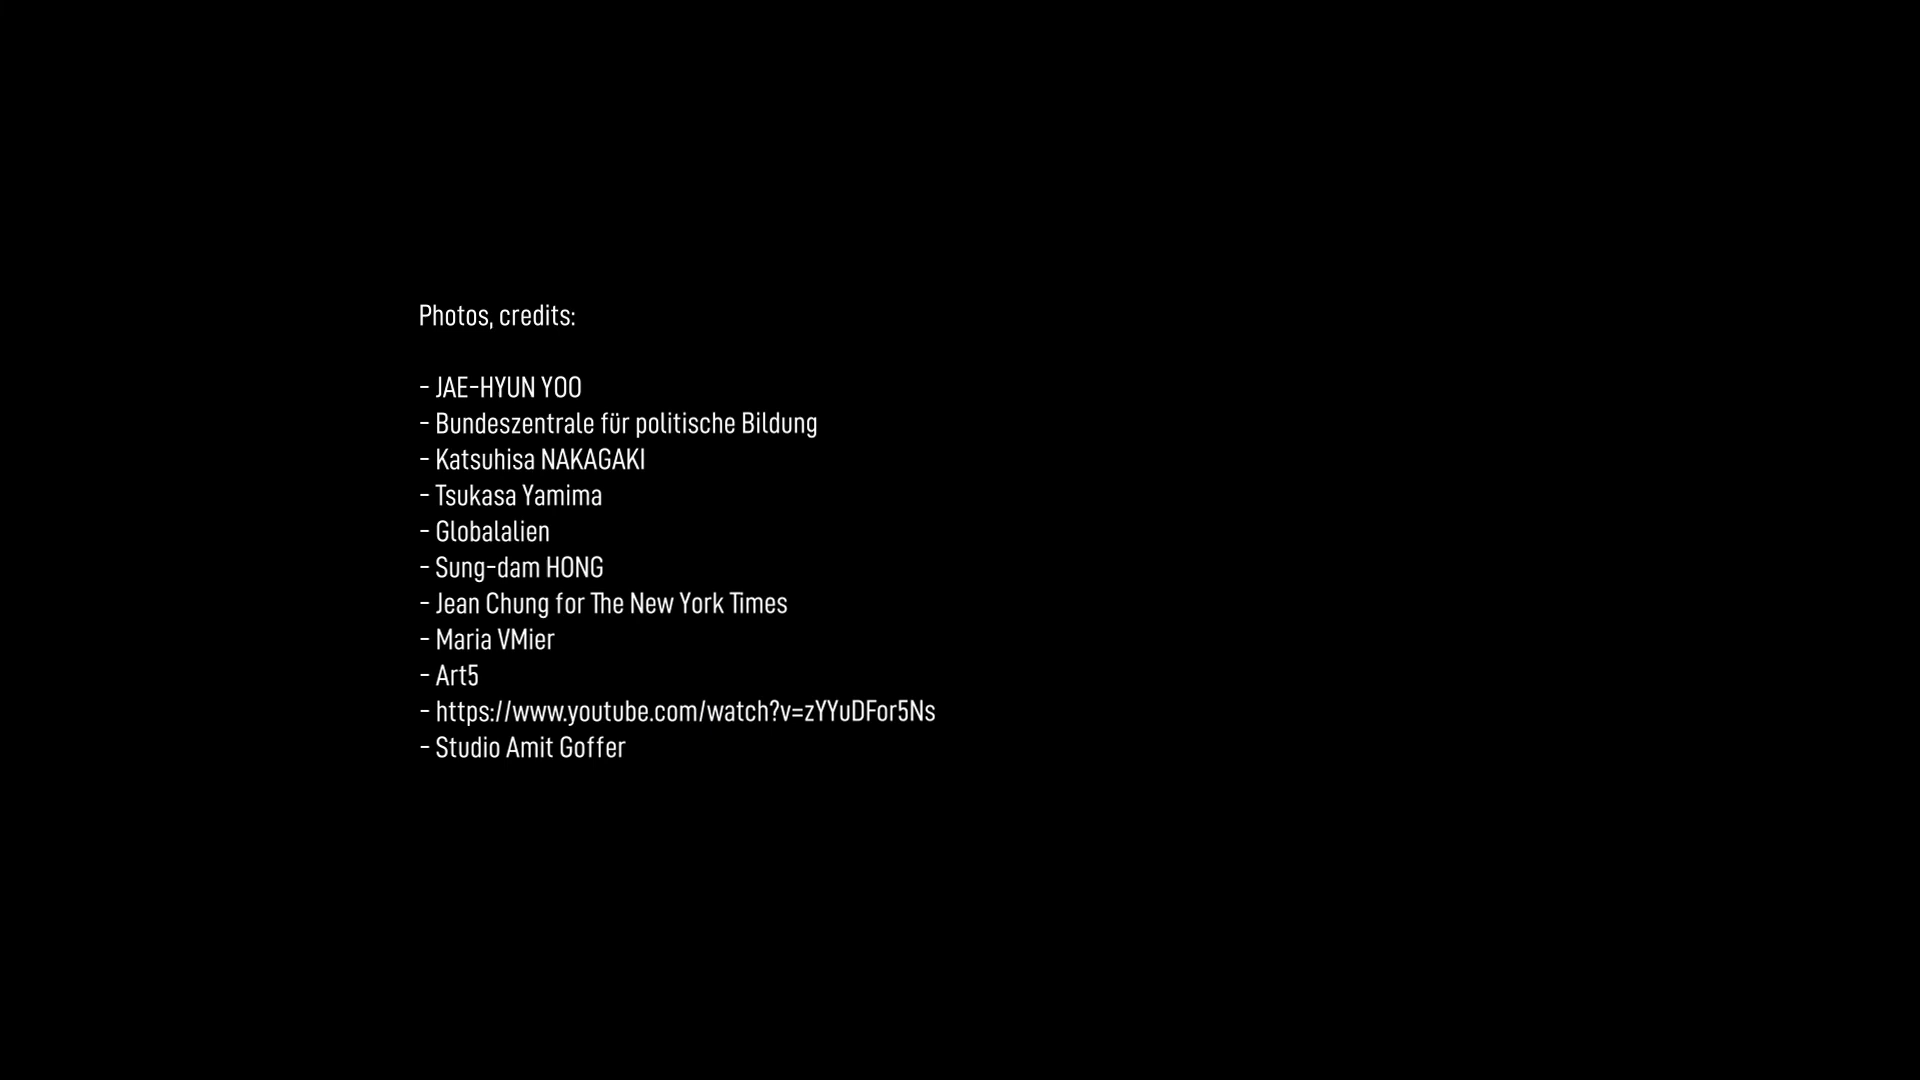 Photos, credits:
- JAE-HYUN YOO
- Bundeszentrale für politische Bildung
- Katsuhisa NAKAGAKI
- Tsukasa Yamima
- Globalalien
- Sung-dam HONG
- Jean Chung for The New York Times
- Maria VMier
- Art5
- https://www.youtube.com/watch?v=zYYuDFor5Ns
- Studio Amit Goffer